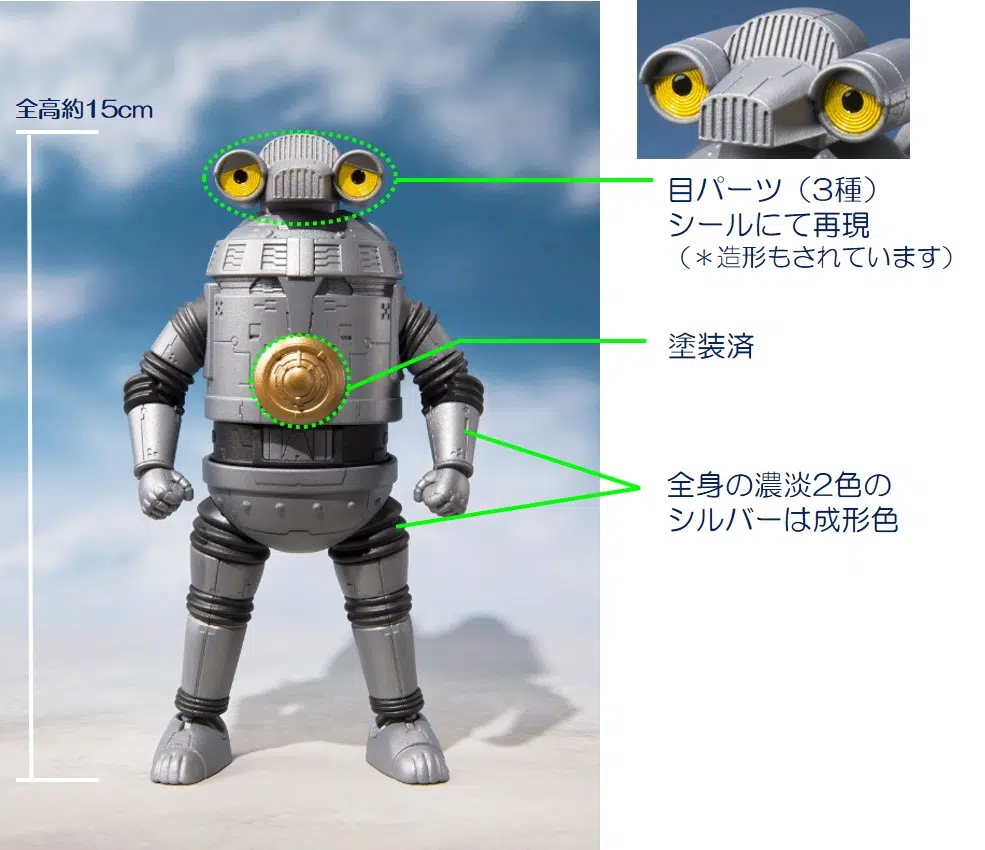 全高約15cm
目パーツ（3種）
シールにて再現
（＊造形もされています）
塗装済
全身の濃淡2色の
シルバーは成形色